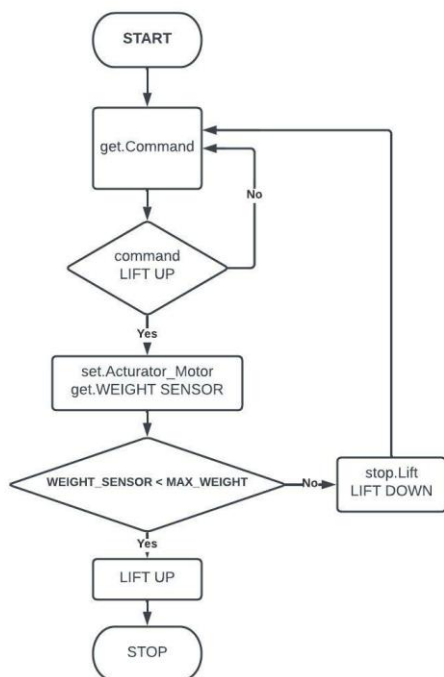 START
get.Command
No
command
LIFT UP
Yes
set.Acturator_Motor
get.WEIGHT SENSOR
WEIGHT_SENSOR < MAX_WEIGHT
No
stop.Lift
LIFT DOWN
Yes
LIFT UP
STOP